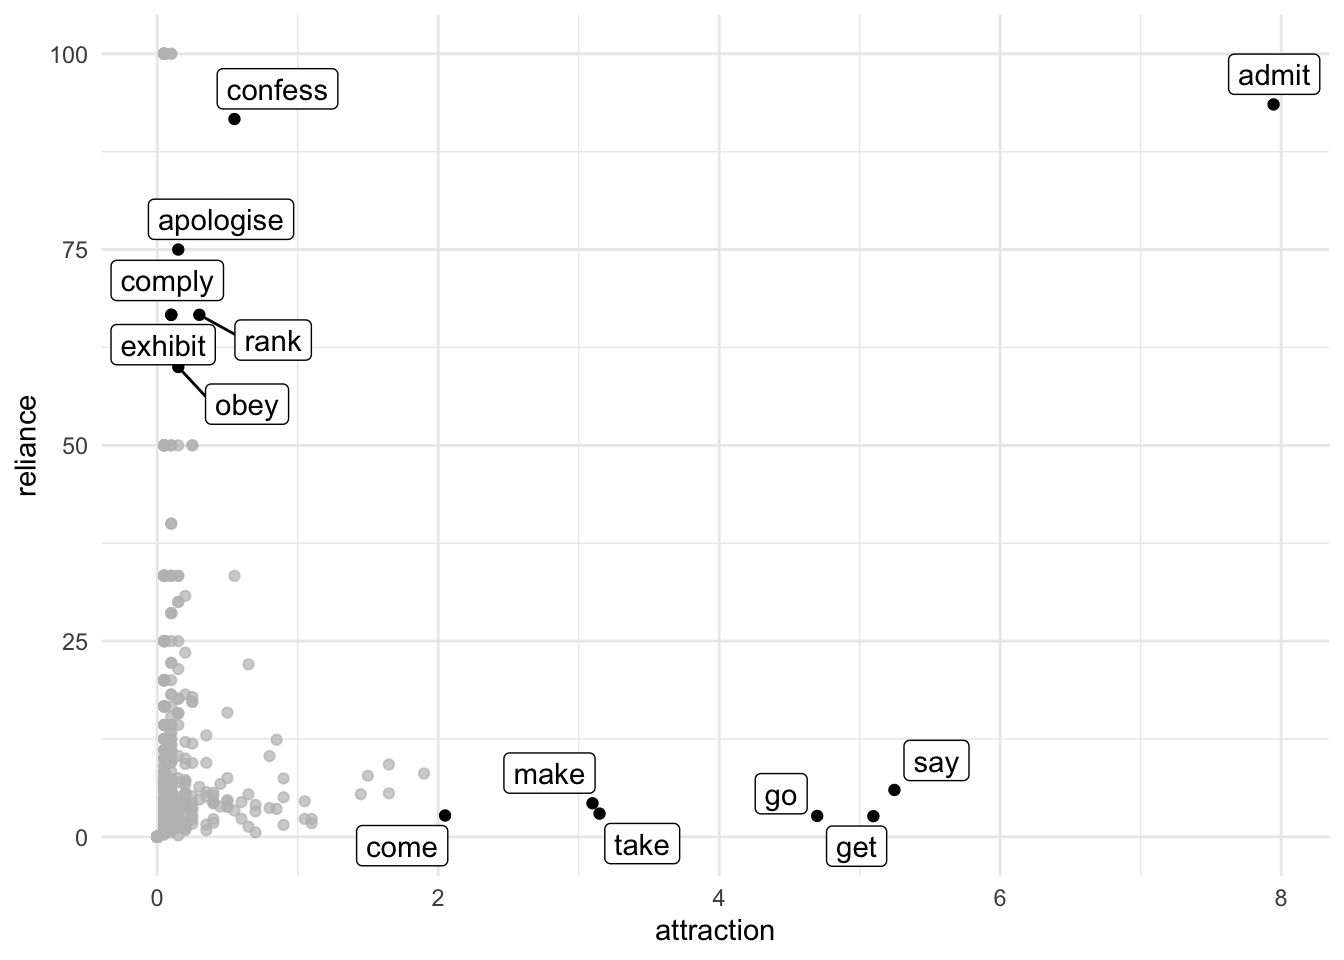 100
admit
confess
apologise
75
comply
rank
exhibit
obey
reliance
50
25
say
make
go
0
come
take
get
0
2
4
6
8
attraction